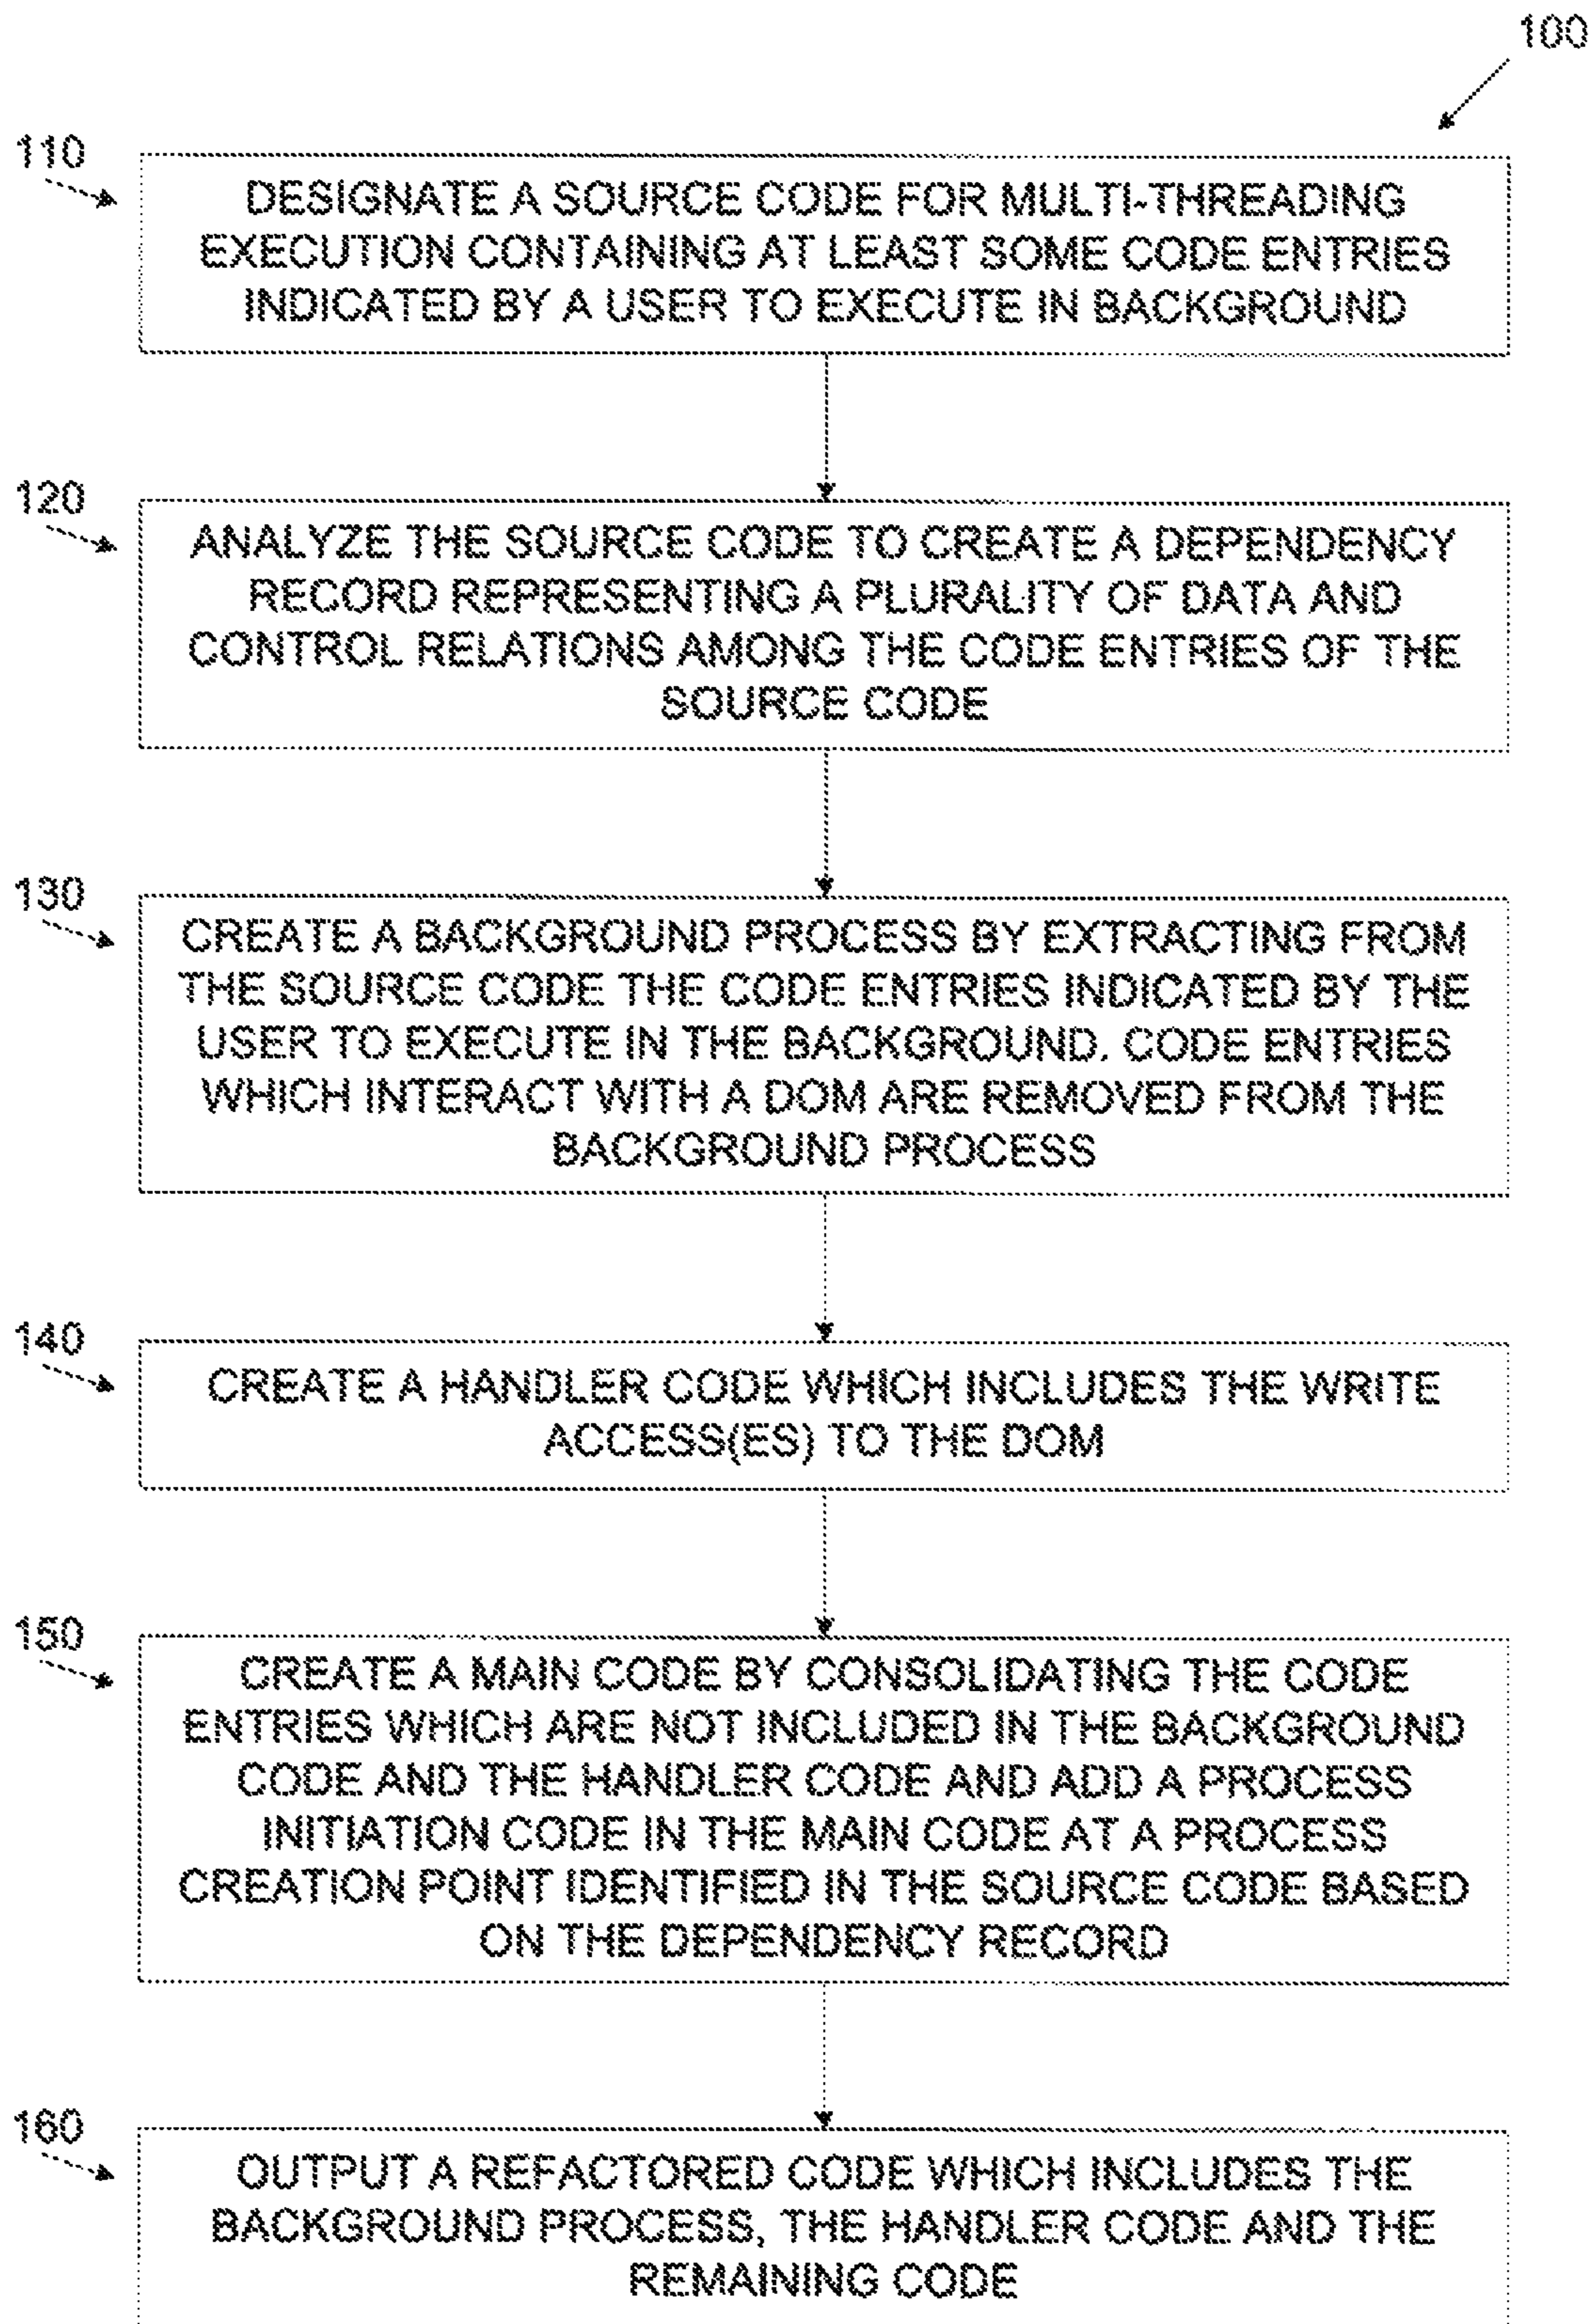 100
110
DESIGNATE A SOURCE CODE FOR MULTI-THREADING
EXECUTION CONTAINING AT LEAST SOME CODE ENTRIES
INDICATED BY A USER TO EXECUTE IN BACKGROUND
120
ANALYZE THE SOURCE CODE TO CREATE A DEPENDENCY
RECORD REPRESENTING A PLURALITY OF DATA AND
CONTROL RELATIONS AMONG THE CODE ENTRIES OF THE
SOURCE CODE
130
CREATE A BACKGROUND PROCESS BY EXTRACTING FROM
THE SOURCE CODE THE CODE ENTRIES INDICATED BY THE
USER TO EXECUTE IN THE BACKGROUND. CODE ENTRIES
WHICH INTERACT WITH A DOM ARE REMOVED FROM THE
BACKGROUND PROCESS
140
CREATE A HANDLER CODE WHICH INCLUDES THE WRITE
ACCESS(ES) TO THE DOM
150
CREATE A MAIN CODE BY CONSOLIDATING THE CODE
ENTRIES WHICH ARE NOT INCLUDED IN THE BACKGROUND
CODE AND THE HANDLER CODE AND ADD A PROCESS
INITIATION CODE IN THE MAIN CODE AT A PROCESS
CREATION POINT IDENTIFIED IN THE SOURCE CODE BASED
ON THE DEPENDENCY RECORD
160
OUTPUT A REFACTORED CODE WHICH INCLUDES THE
BACKGROUND PROCESS, THE HANDLER CODE AND THE
REMAINING CODE